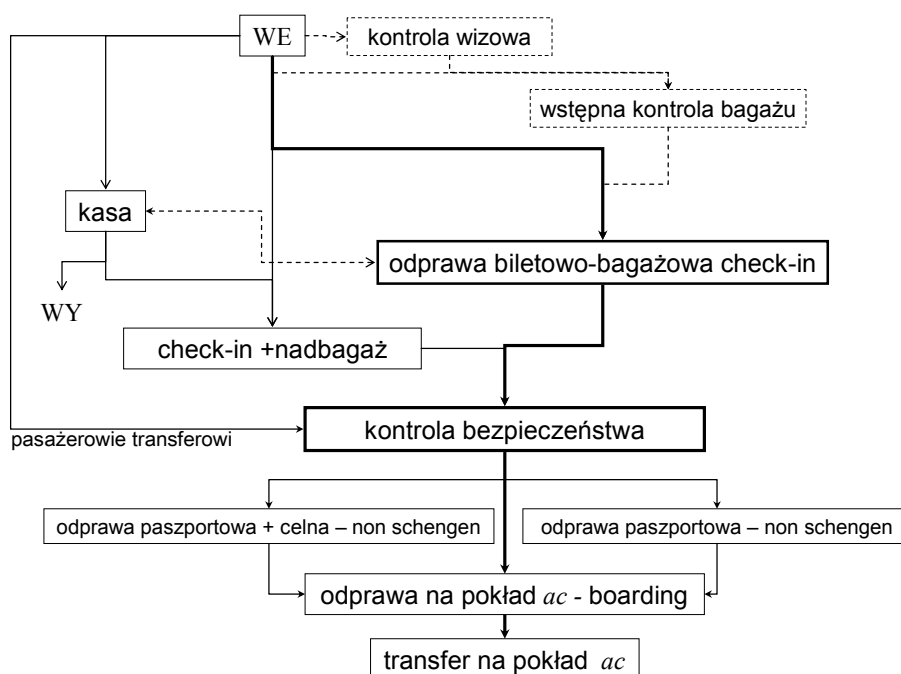 WE
kontrola wizowa
wstępna kontrola bagażu
kasa
odprawa biletowo-bagażowa check-in
WY
check-in +nadbagaż
kontrola bezpieczeństwa
pasażerowie transferowi
odprawa paszportowa + celna – non schengen
odprawa paszportowa – non schengen
odprawa na pokład ac - boarding
transfer na pokład ac